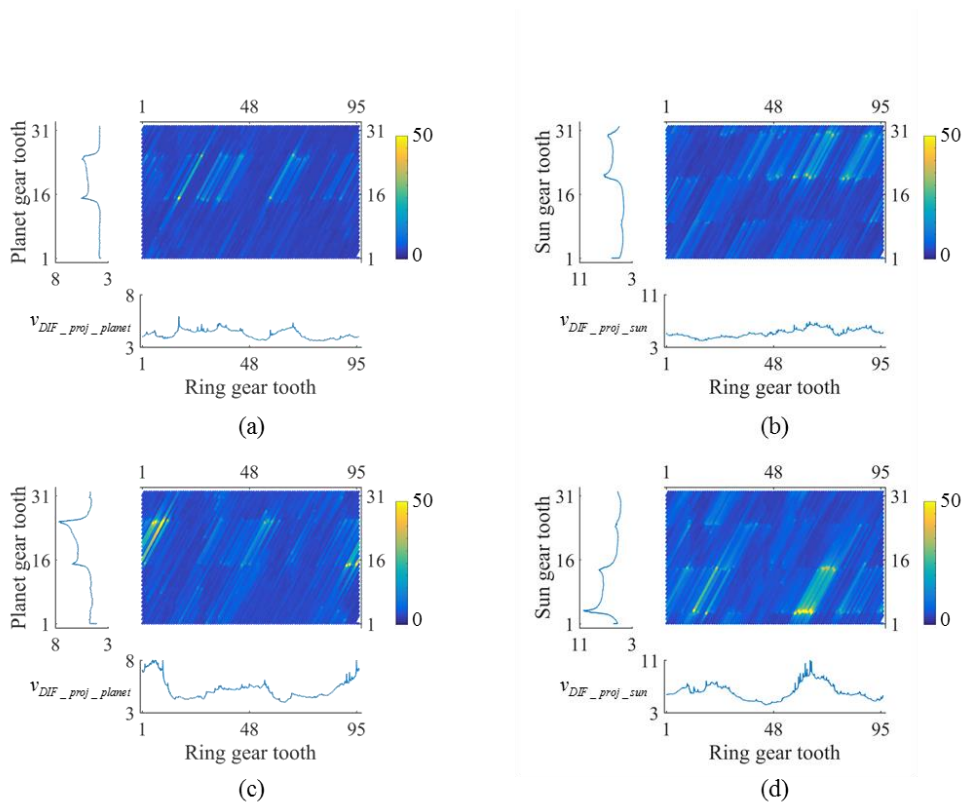 1 48 95
Planet gear tooth
31
16
1
8 3
31
16
1
50
0
v DIF_proj_planet
8
3
1 48 95
Ring gear tooth
(a)
1 48 95
Sun gear tooth
31
16
1
11 3
31
16
1
50
0
v DIF_proj_sun
11
3
1 48 95
Ring gear tooth
(b)
1 48 95
Planet gear tooth
31
16
1
8 3
31
16
1
50
0
v DIF_proj_planet
8
3
1 48 95
Ring gear tooth
(c)
1 48 95
Sun gear tooth
31
16
1
11 3
31
16
1
50
0
v DIF_proj_sun
11
3
1 48 95
Ring gear tooth
(d)